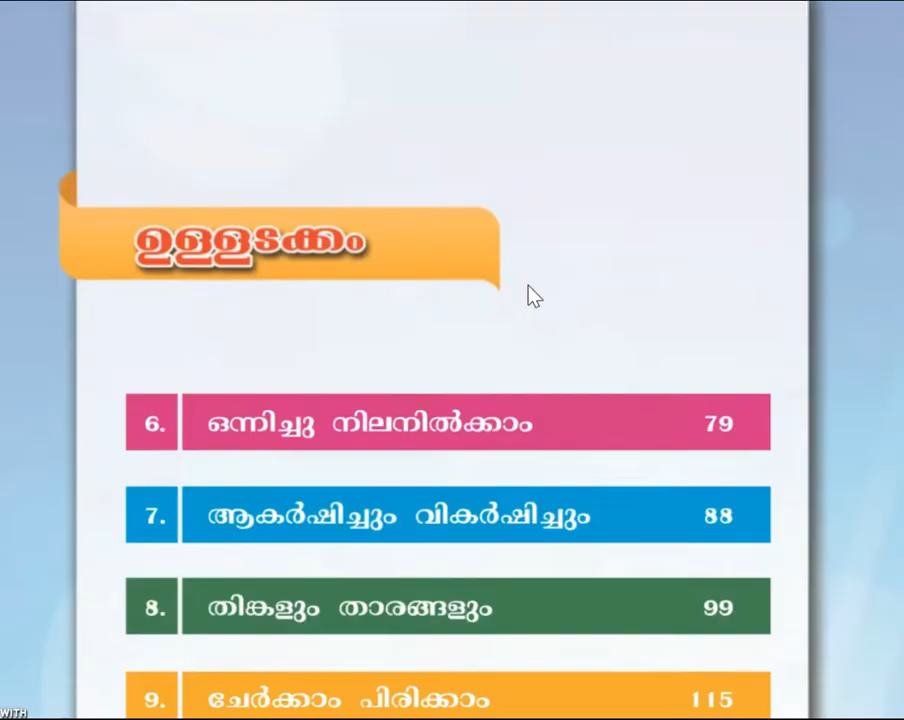 ഉള്ളടക്കം
6. ഒന്നിച്ചു നിലനിൽക്കാം 79
7. ആകർഷിച്ചും വികർഷിച്ചും 88
8. തിങ്കളും താരങ്ങളും 99
9. ചേർക്കാം പിരിക്കാം 115
WITH